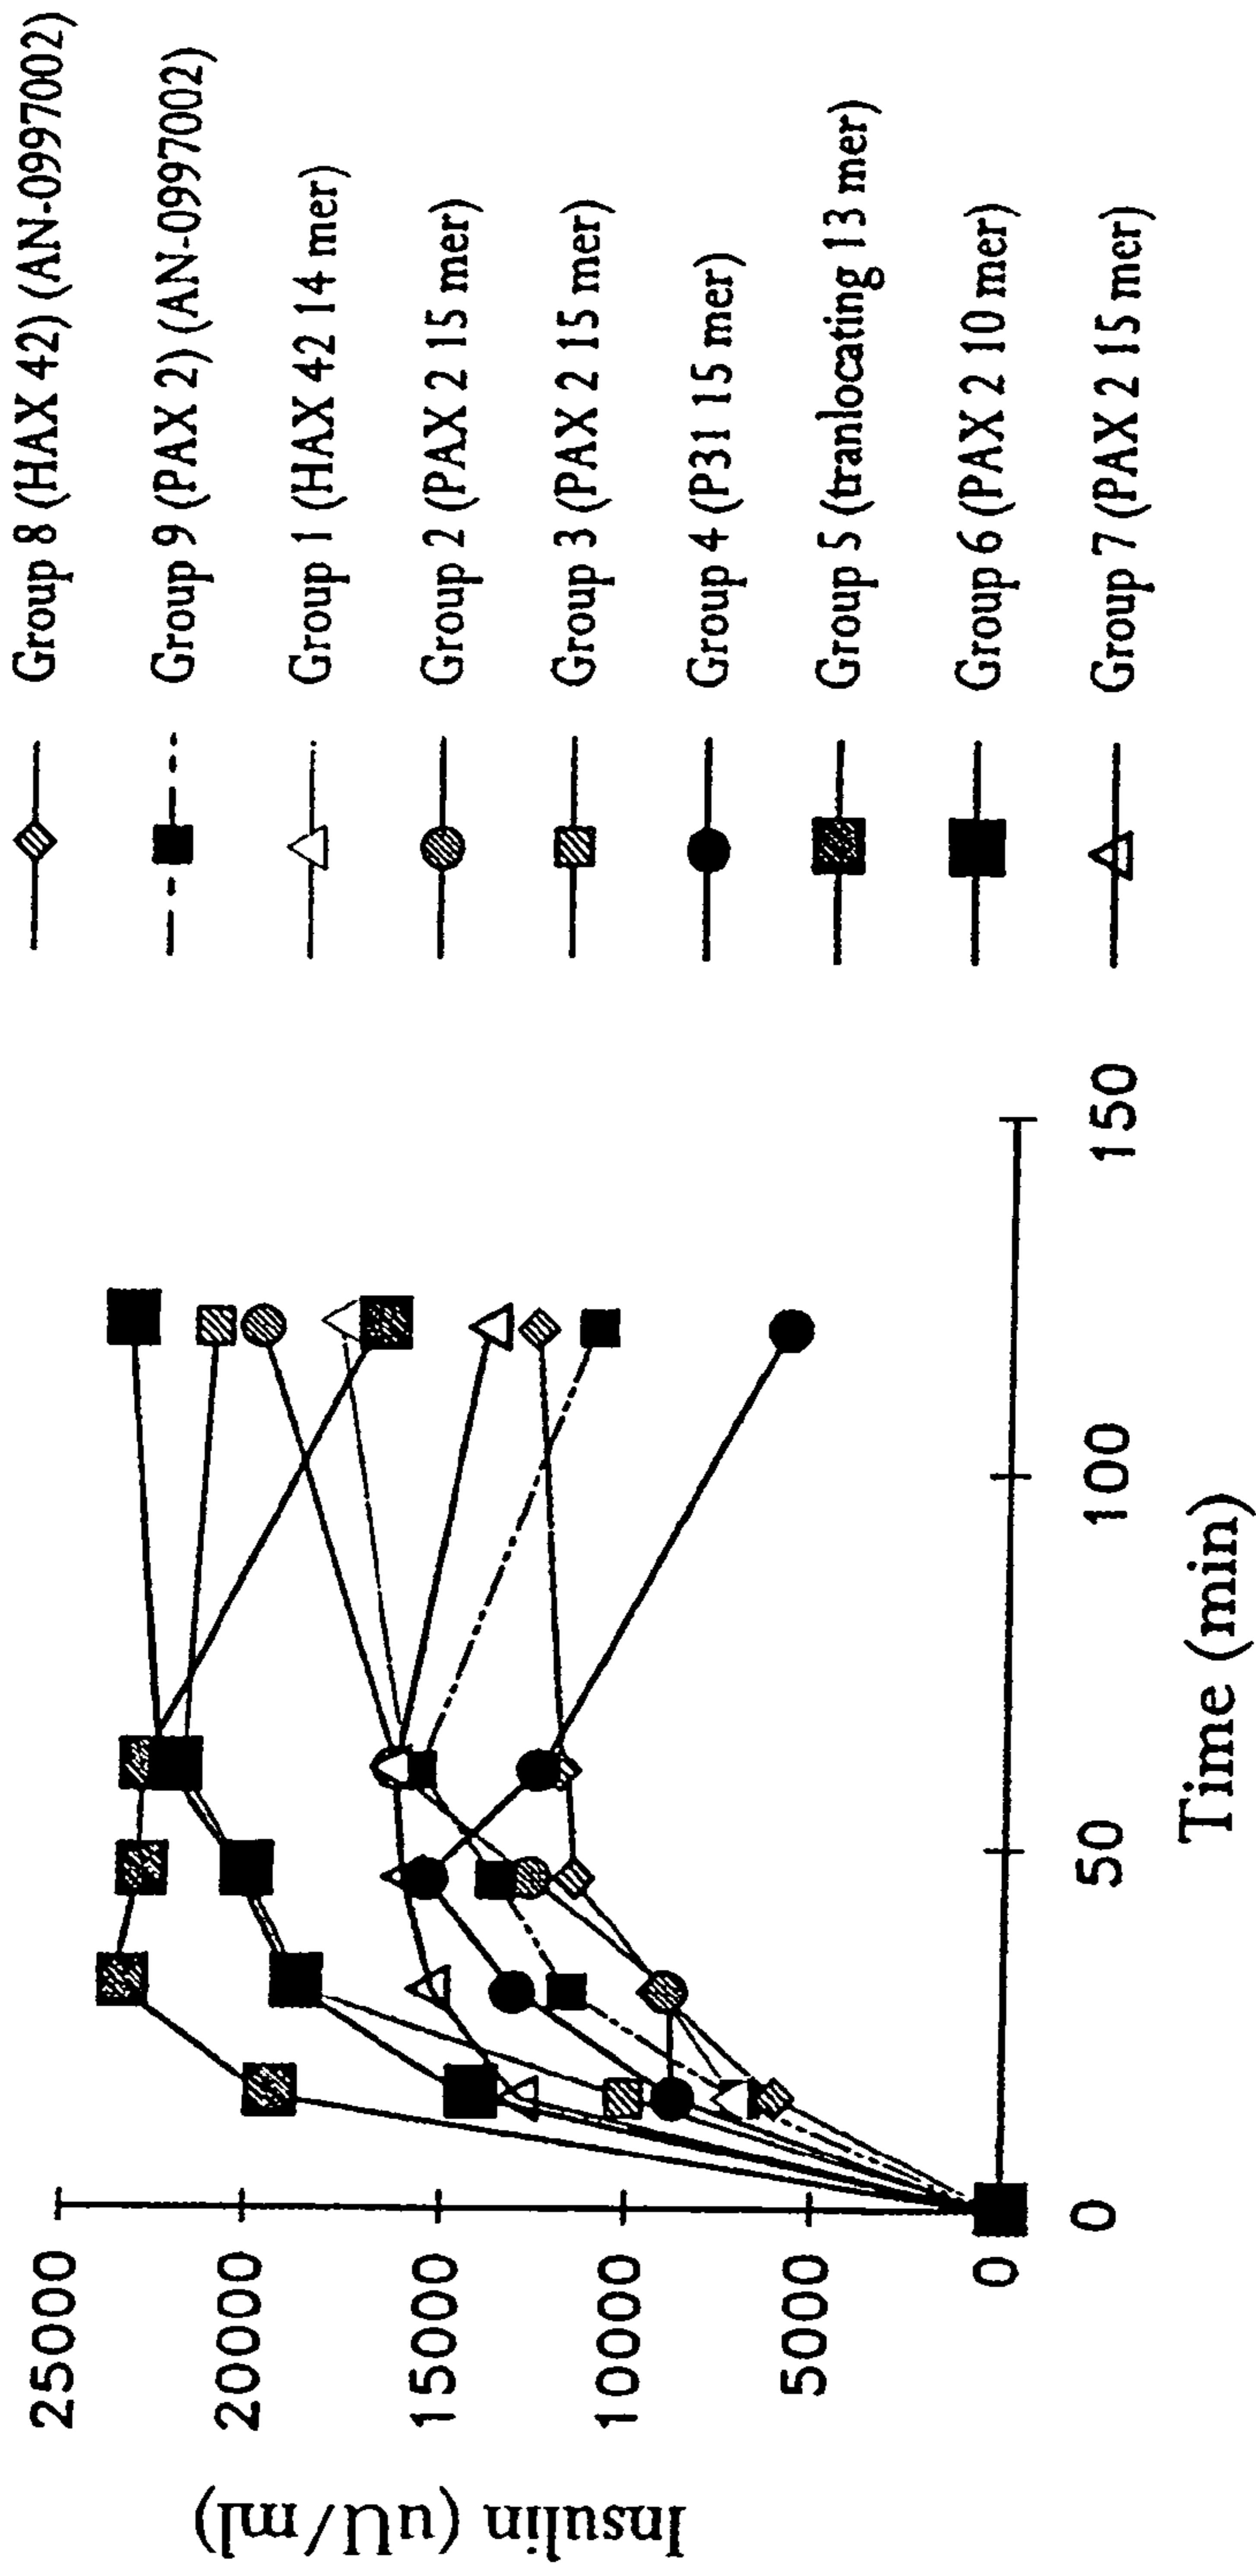 Insulin (uU/ml)
25000
20000
15000
10000
5000
0
0
50
100
150
Time (min)
Group 8 (HAX 42) (AN-0997002)
Group 9 (PAX 2) (AN-0997002)
Group 1 (HAX 42 14 mer)
Group 2 (PAX 2 15 mer)
Group 3 (PAX 2 15 mer)
Group 4 (P31 15 mer)
Group 5 (tranlocating 13 mer)
Group 6 (PAX 2 10 mer)
Group 7 (PAX 2 15 mer)